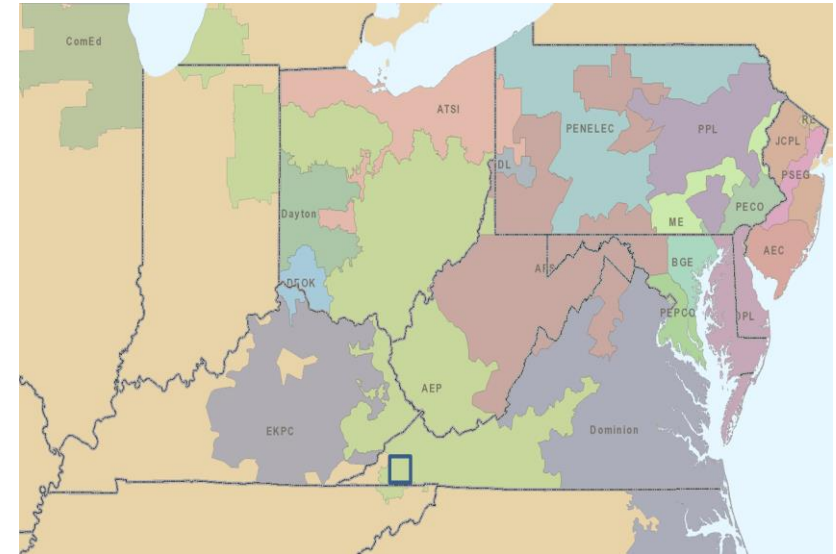 ComEd
ATSI
RE
JCPL
PENELEC
PPL
DL
PSEG
PECO
Dayton
ME
AEC
BGE
APS
DEOK
PEPCO
DPL
AEP
EKPC
Dominion